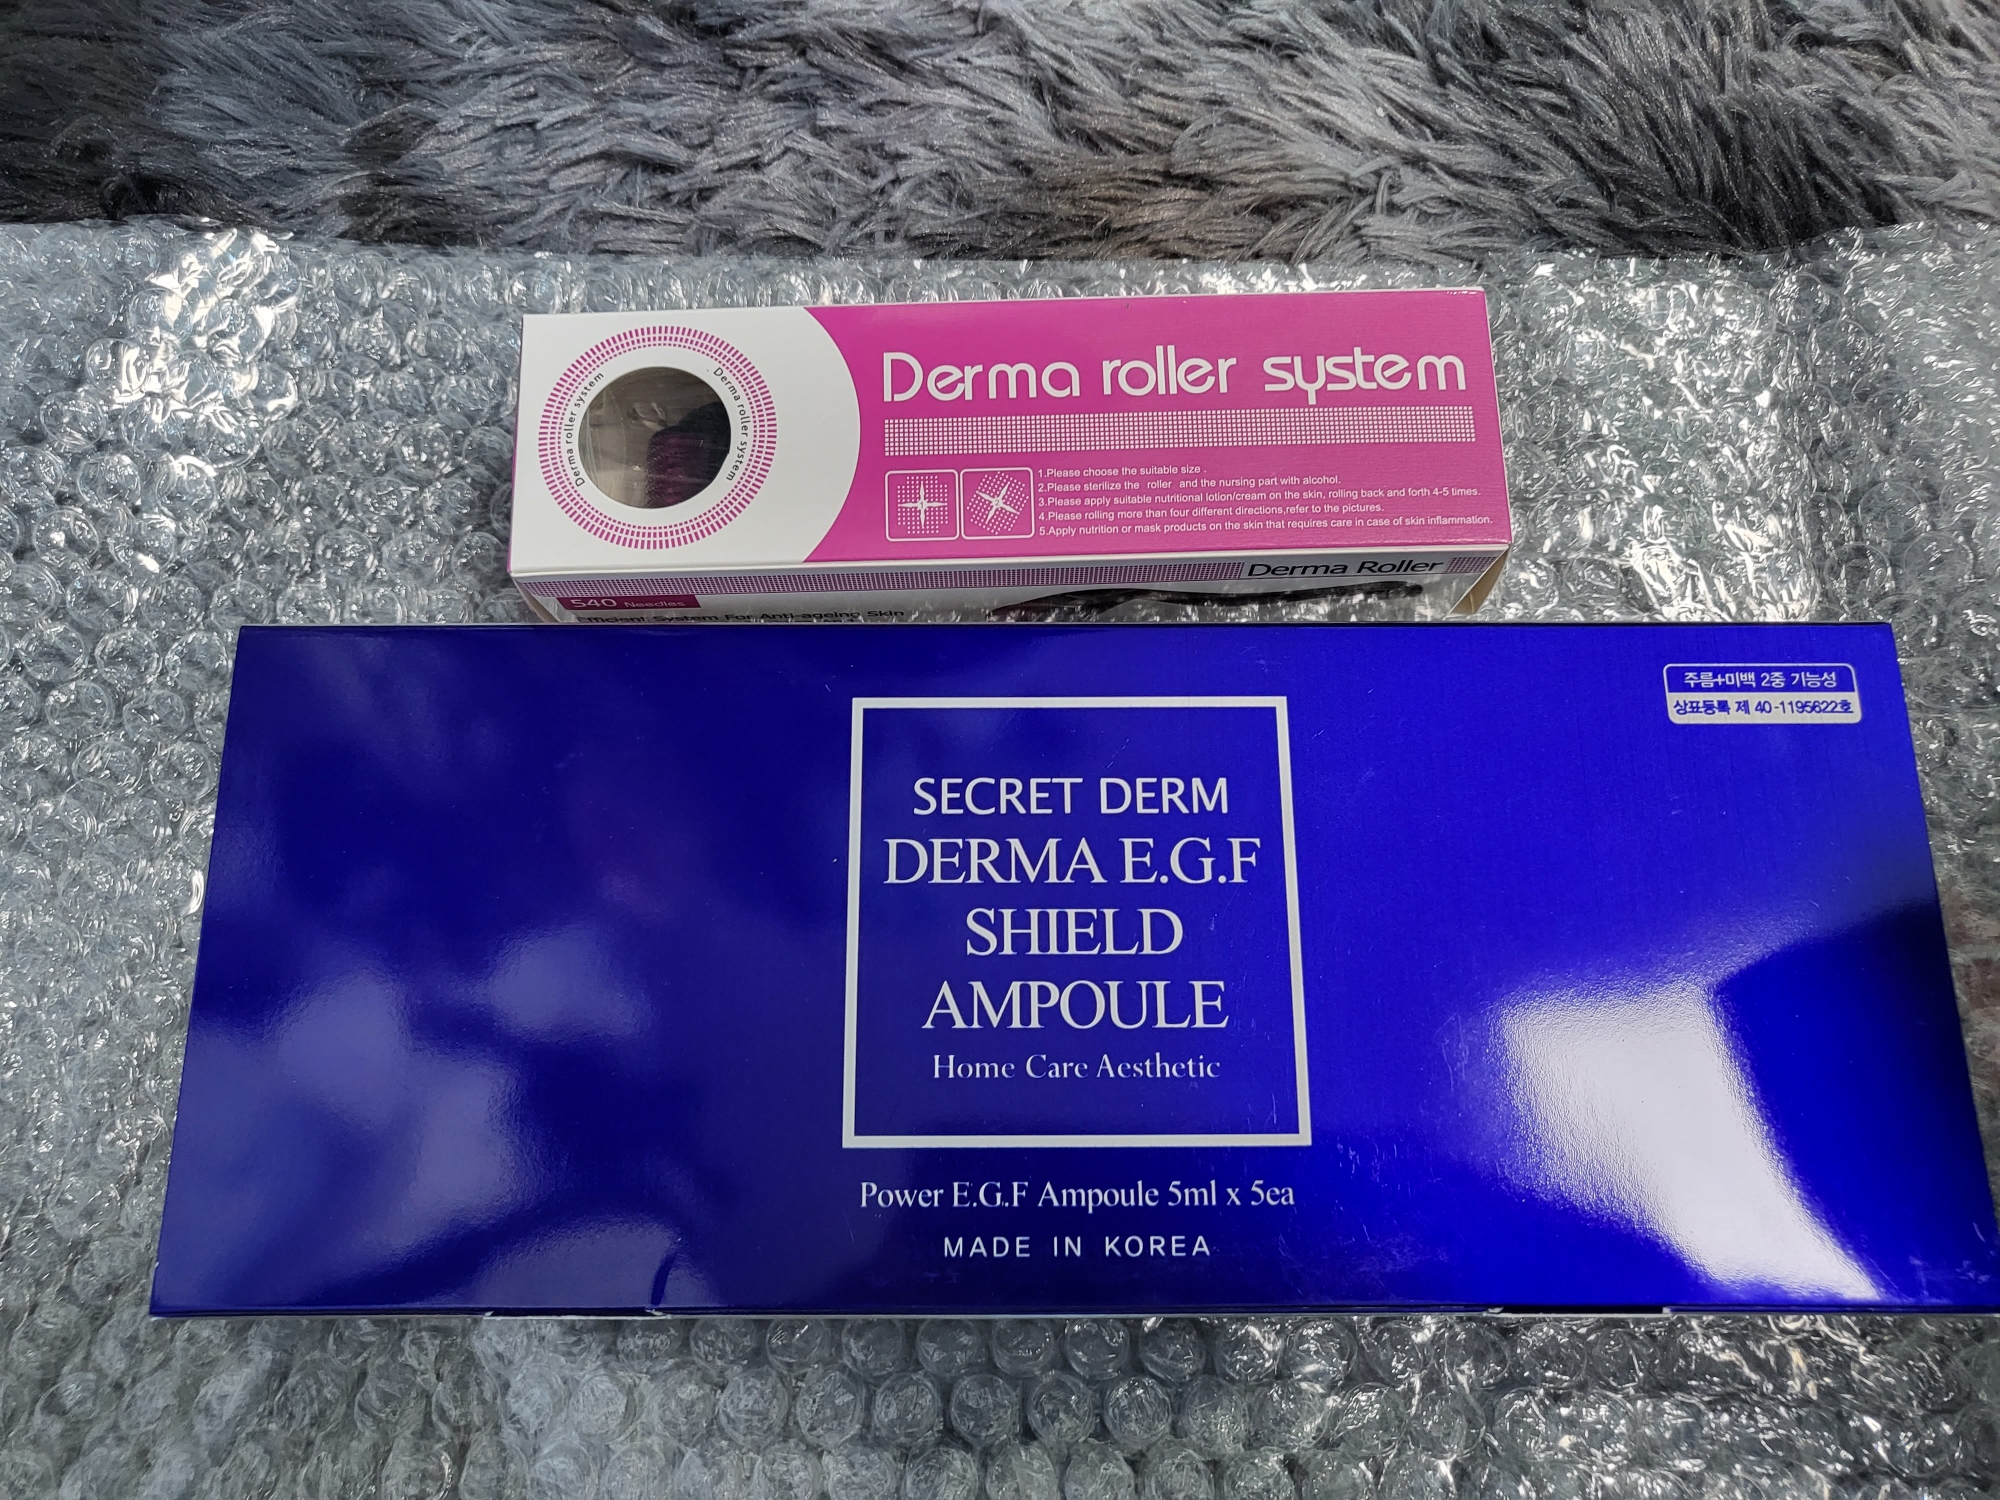 Derma roller system
Derma roller system
Derma roller system
1.Please choose the suitable size .
2.Please sterilize the roller and the nursing part with alcohol.
3.Please apply suitable nutritional lotion/cream on the skin, rolling back and forth 4-5 times.
4.Please rolling more than four different directions,refer to the pictures.
5.Apply nutrition or mask products on the skin that requires care in case of skin inflammation.
Derma Roller
540 Needles
Efficient System For Anti-ageing Skin
주름+미백 2중 기능성
상표등록 제 40-1195622호
SECRET DERM
DERMA E.G.F
SHIELD
AMPOULE
Home Care Aesthetic
Power E.G.F Ampoule 5ml x 5ea
MADE IN KOREA